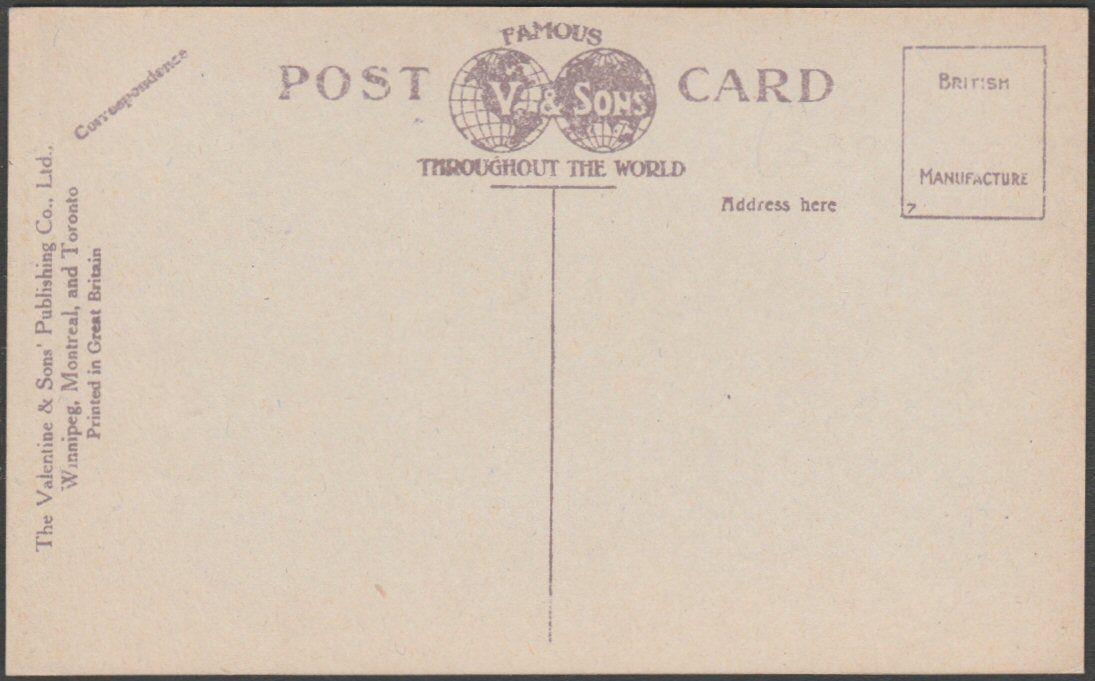 FAMOUS
POST V. & SONS CARD
THROUGHOUT THE WORLD
BRITISH
MANUFACTURE
7
Correspondence
Address here
The Valentine & Sons' Publishing Co., Ltd.,
Winnipeg, Montreal, and Toronto
Printed in Great Britain